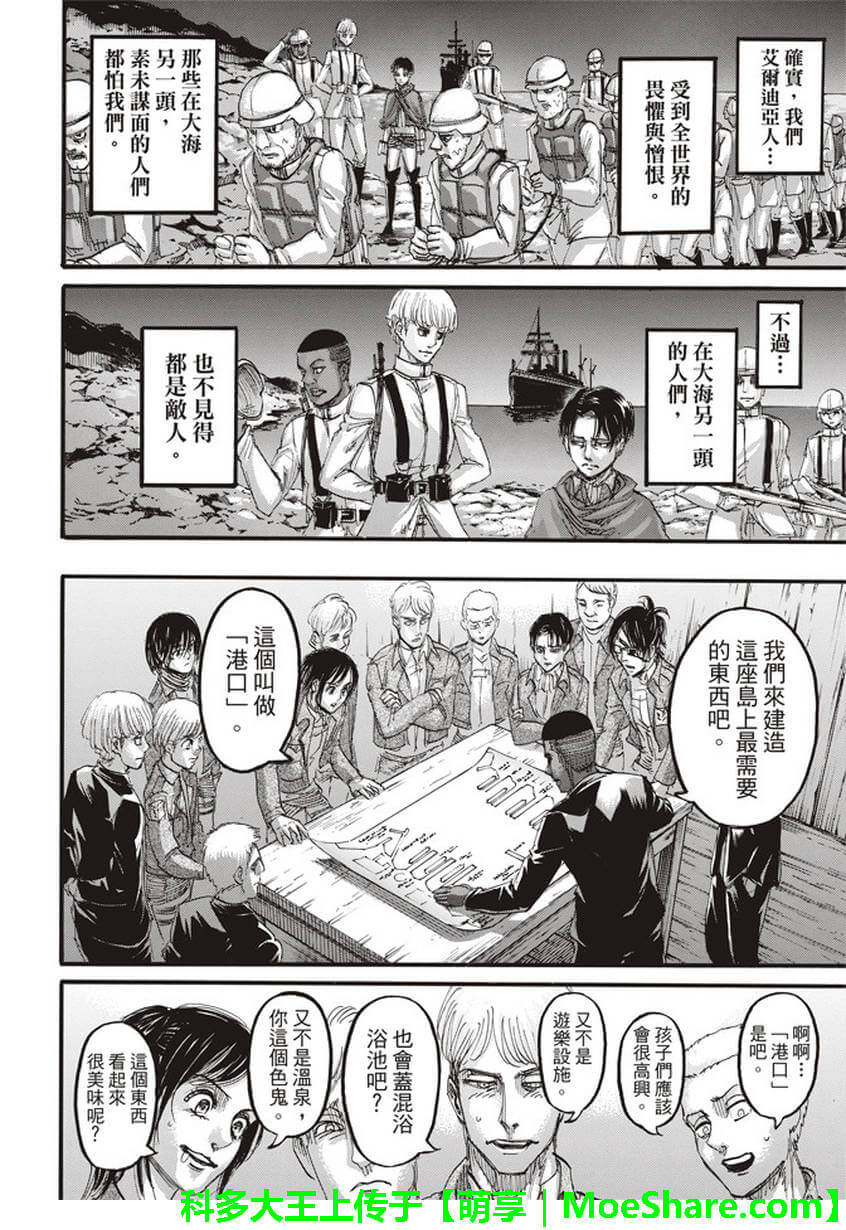 確實，我們
艾爾迪亞人…
受到全世界的
畏懼與憎恨。
那些在大海
另一頭，
素未謀面的人們
都怕我們。
不過…
在大海另一頭
的人們，
也不見得
都是敵人。
我們來建造
這座島上最需要
的東西吧。
這個叫做
「港口」。
啊啊…
「港口」
是吧。
孩子們應該
會很高興。
又不是
遊樂設施。
也會蓋混浴
浴池吧？
又不是溫泉，
你這個色鬼。
這個東西
看起來
很美味呢？
科多大王上传于【萌享】| MoeShare.com】